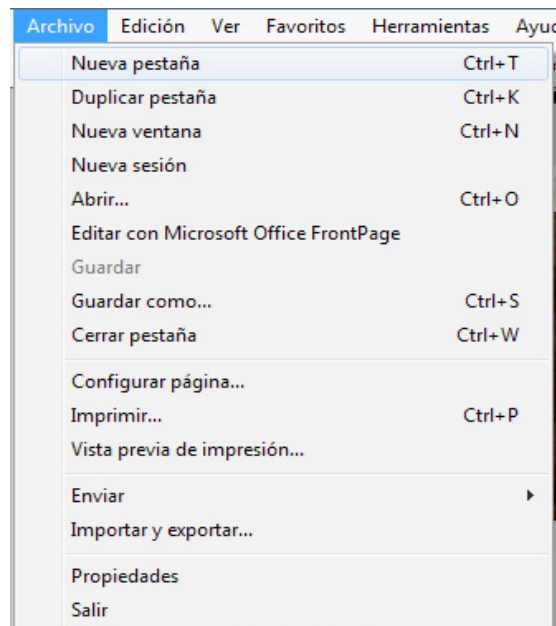 Archivo Edición Ver Favoritos Herramientas
Nueva pestaña Ctrl+T
Duplicar pestaña Ctrl+K
Nueva ventana Ctrl+N
Nueva sesión
Abrir... Ctrl+O
Editar con Microsoft Office FrontPage
Guardar
Guardar como... Ctrl+S
Cerrar pestaña Ctrl+W
Configurar página...
Imprimir... Ctrl+P
Vista previa de impresión...
Enviar
Importar y exportar...
Propiedades
Salir